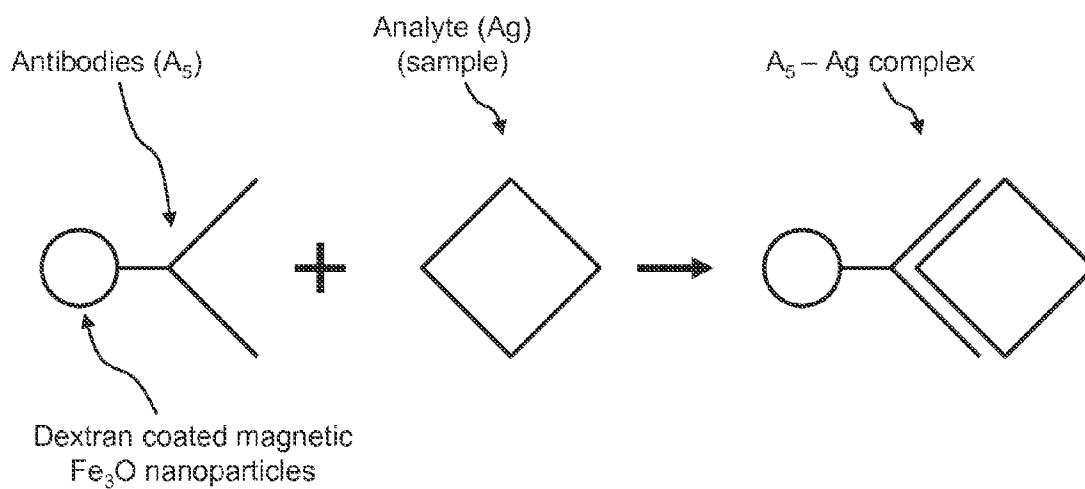 Antibodies (A₅)
Analyte (Ag)
(sample)
A₅ – Ag complex
Dextran coated magnetic
Fe₃O nanoparticles